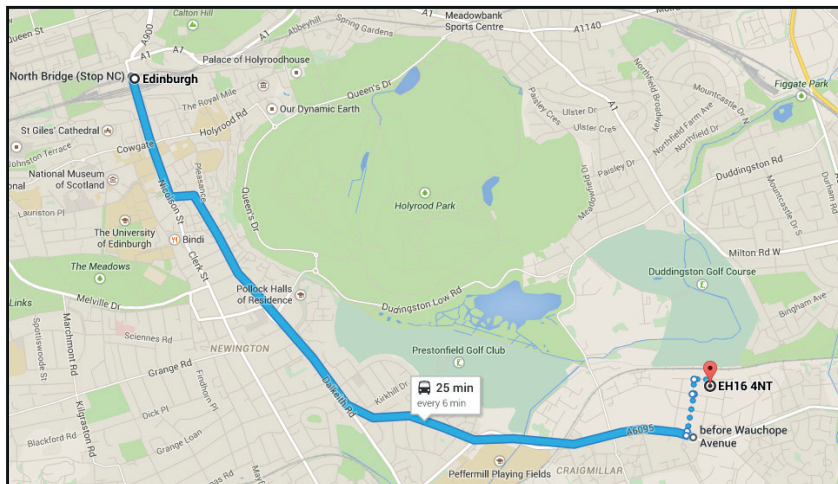 Queen St
A900
Calton Hill
Abbeyhill
Spring Gardens
A1
Meadowbank
Sports Centre
A1
A1140
A1
Palace of Holyroodhouse
Queen's Dr
North Bridge (Stop NC)
Edinburgh
The Royal Mile
Our Dynamic Earth
St Giles' Cathedral
Holyrood Rd
Cowgate
Johnston Terrace
National Museum
of Scotland
onal
Pleasance
Nicolson St
Lauriston Pl
The University
of Edinburgh
Bindi
Queen's Dr
Clerk St
Holyrood Park
Paisley Cres
Ulster Dr
Ulster Cres
Northfield Broadway
Northfield Farm Ave
Northfield Dr
Mountcastle Dr N
Figgate Park
Paisley Dr
Duddingston Rd
A1
Meadowfield Dr
Mountcastle Dr S
Durham Rd
Milton Rd W
The Meadows
Links
Melville Dr
Pollock Halls
of Residence
Duddingston Low Rd
Duddingston Golf Course
Bingham Ave
Spottiswoode St
Marchmont Rd
Sciennes Rd
NEWINGTON
Prestonfield Golf Club
Grange Rd
Findhorn Pl
Kilgraston Rd
Dick Pl
Dalkeith Rd
Kirkhill Dr
25 min
every 6 min
EH16 4NT
Blackford Rd
Grange Loan
A6095
before Wauchope
Avenue
Peffermill Playing Fields
CRAIGMILLAR